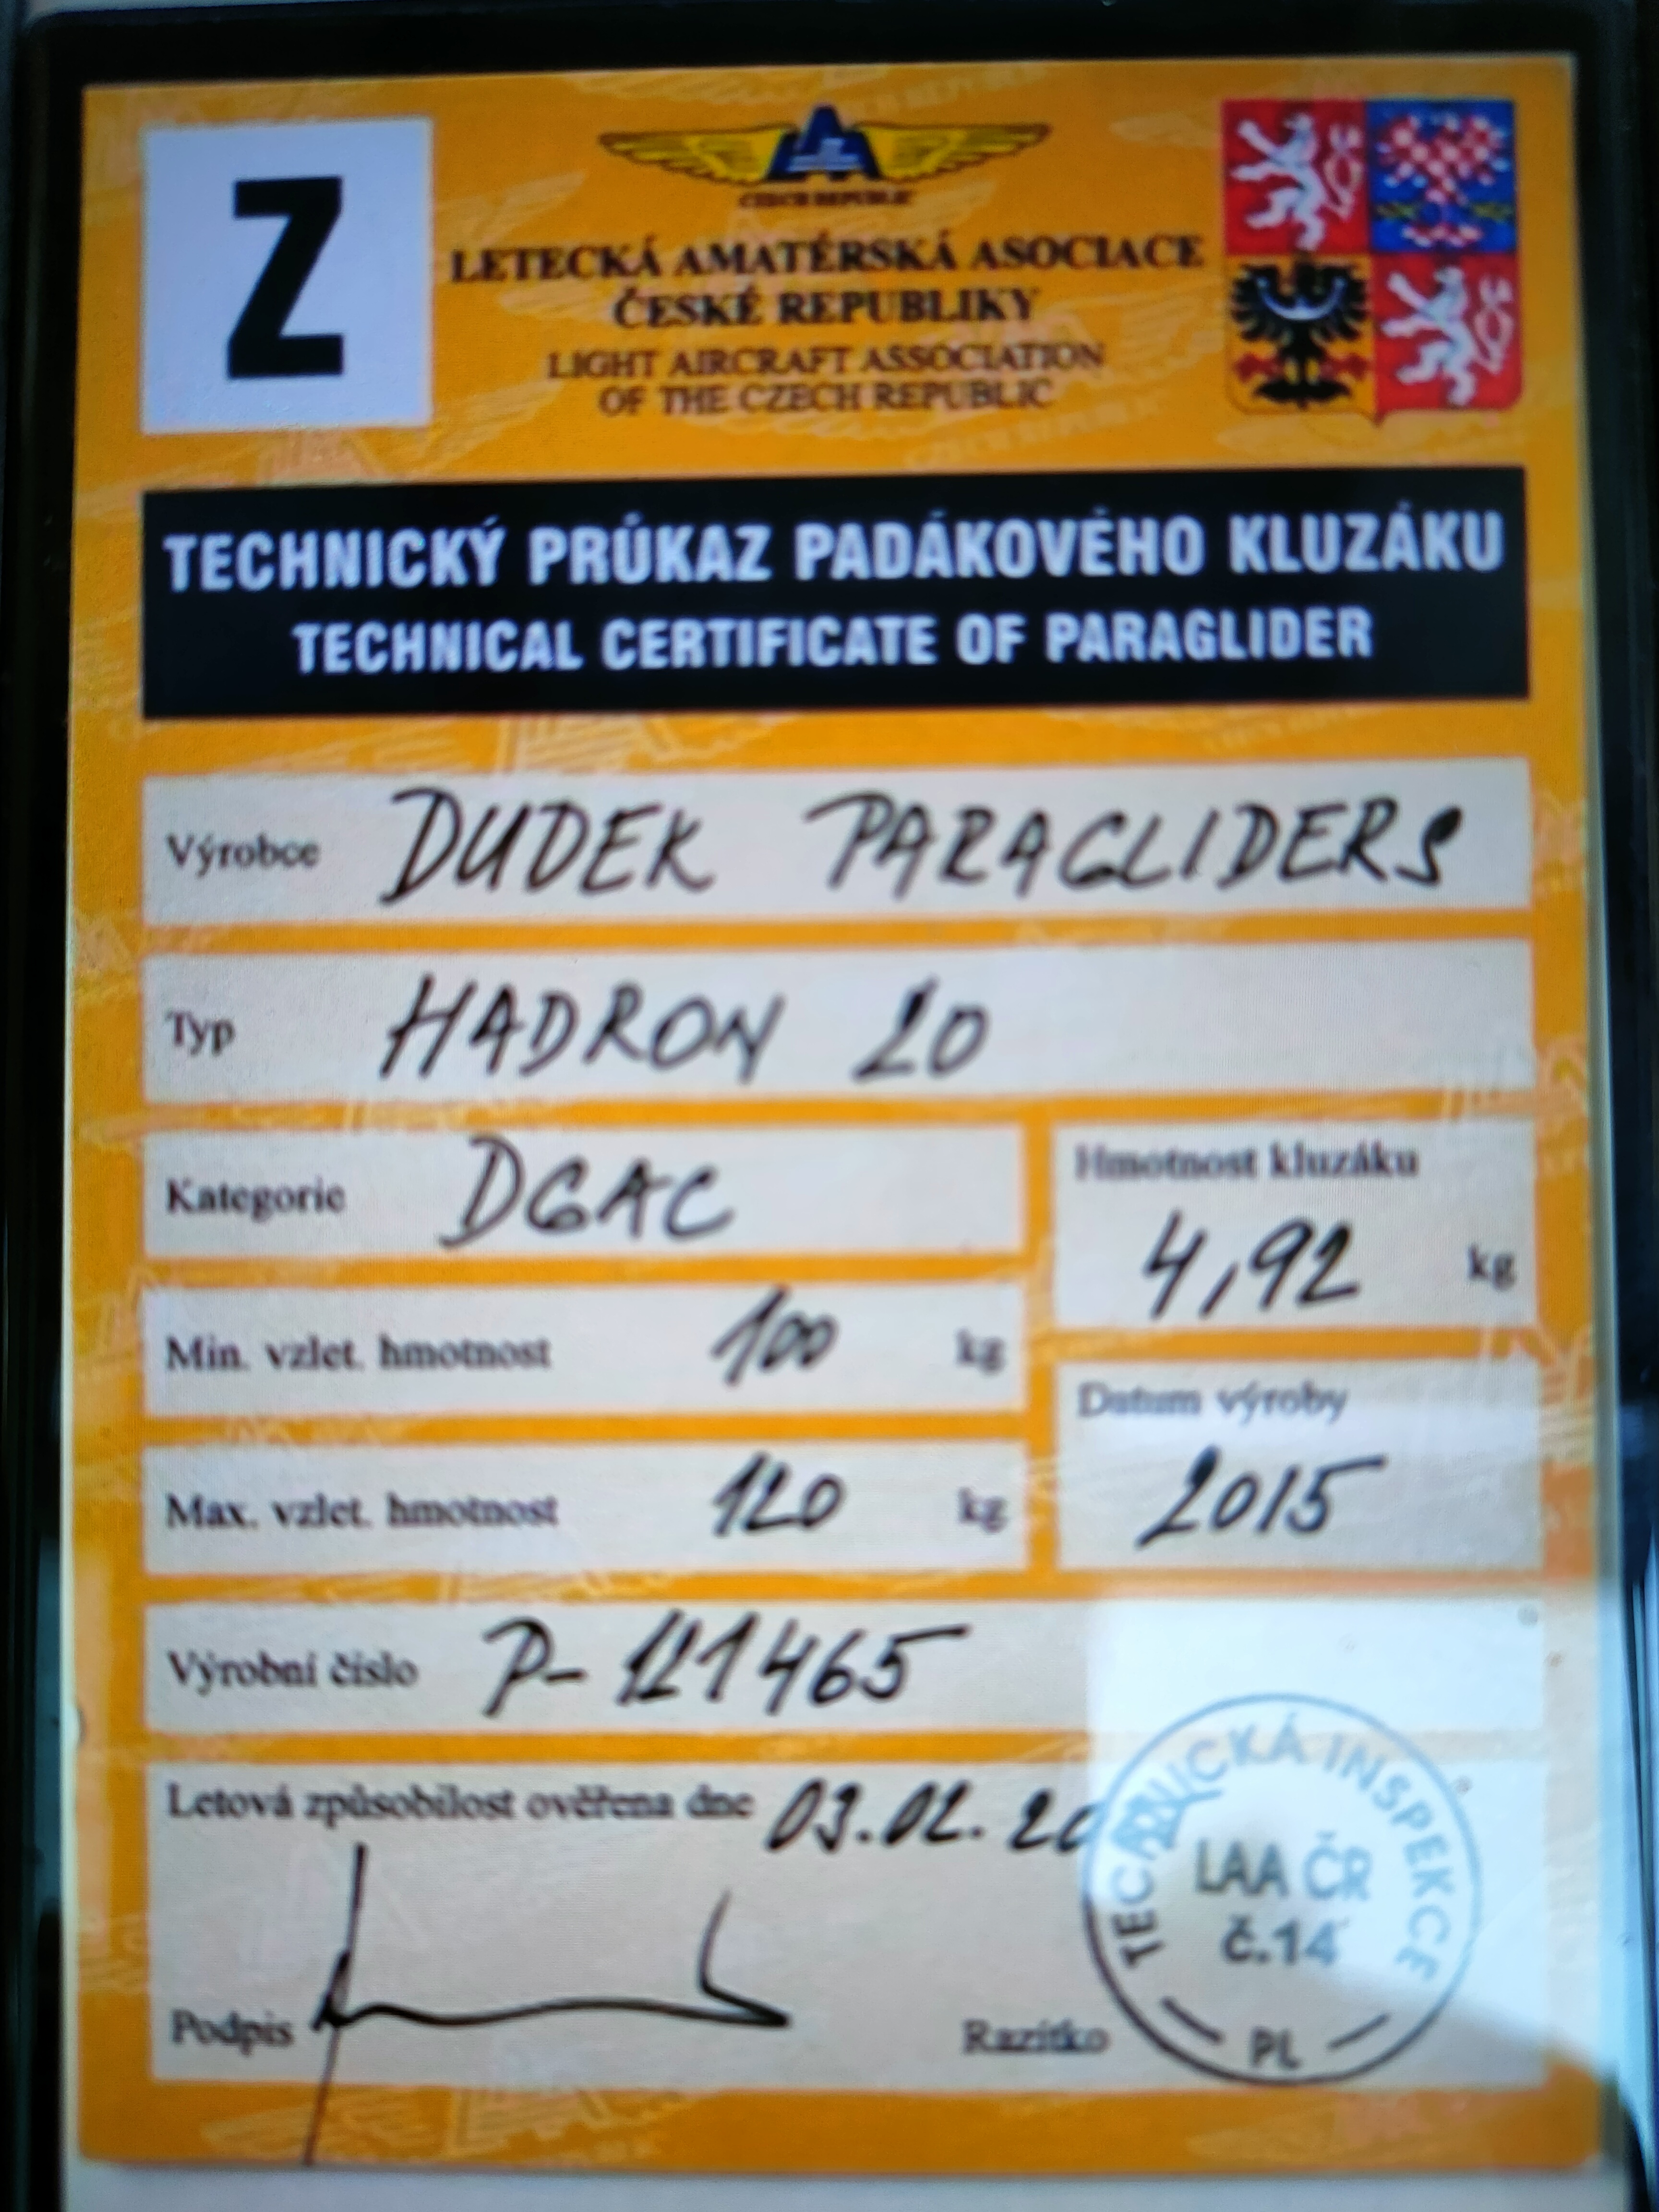 Z
CZECH REPUBLIC
LETECKÁ AMATÉRSKÁ ASOCIACE
ČESKÉ REPUBLIKY
LIGHT AIRCRAFT ASSOCIATION
OF THE CZECH REPUBLIC
TECHNICKÝ PRŮKAZ PADÁKOVÉHO KLUZÁKU
TECHNICAL CERTIFICATE OF PARAGLIDER
Výrobce DUDEK PARAGLIDERS
Typ HADRON 20
Kategorie DGAC
Hmotnost kluzáku
4,92 kg
Min. vzlet. hmotnost 100 kg
Datum výroby
2015
Max. vzlet. hmotnost 120 kg
Výrobní číslo P-121465
Letová způsobilost ověřena dne 03.02.
Podpis
Razítko
TECHNICKÁ INSPEKCE
LAA ČR
č.14
PL